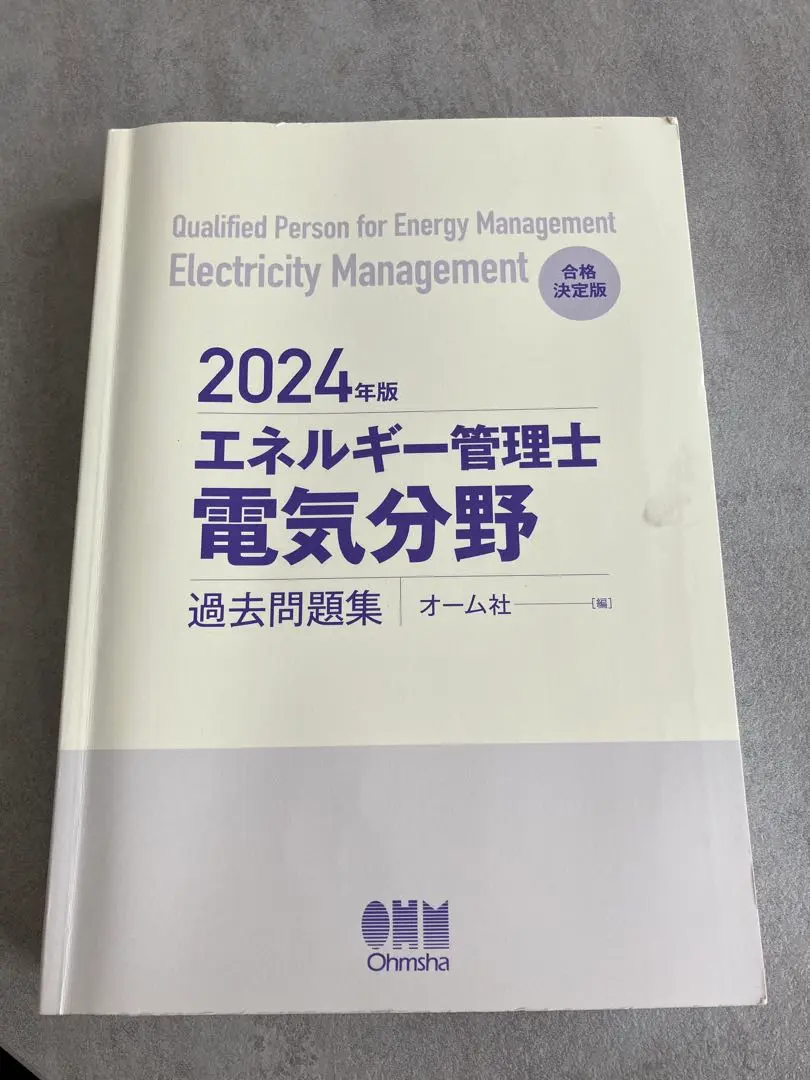 Qualified Person for Energy Management
Electricity Management
合格
決定版
2024年版
エネルギー管理士
電気分野
過去問題集
オーム社 [編]
OHM
Ohmsha